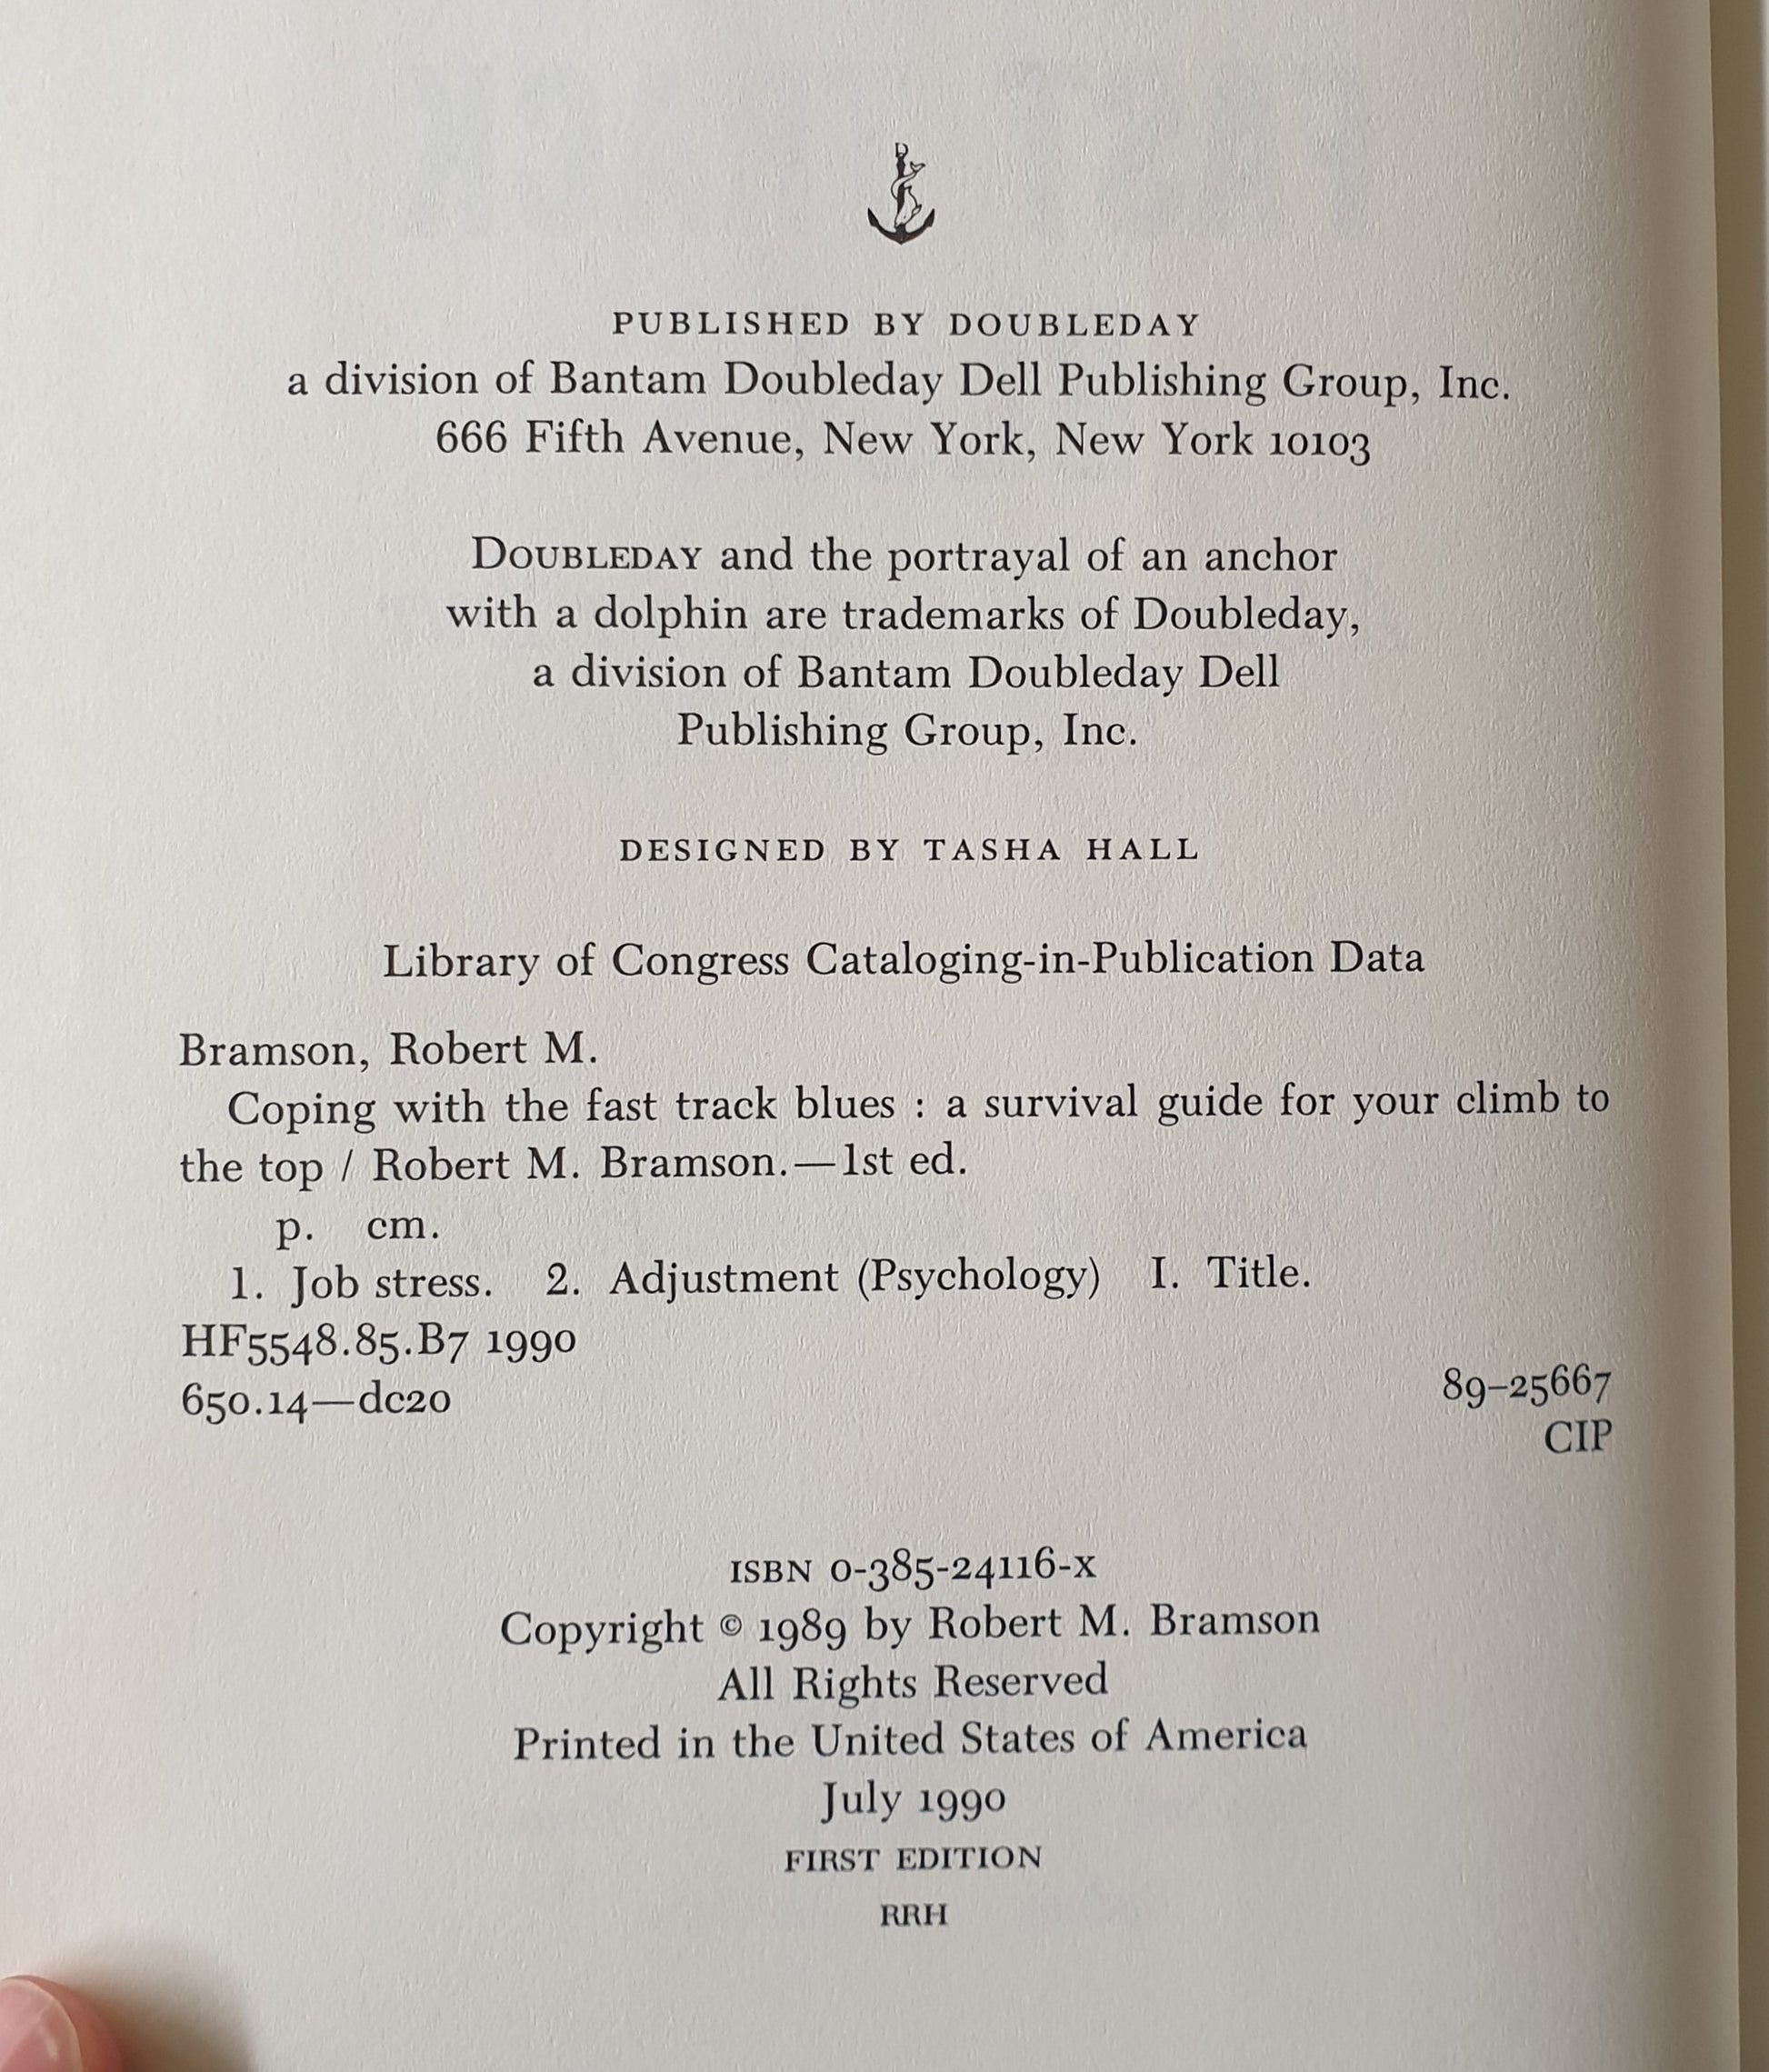 PUBLISHED BY DOUBLEDAY
a division of Bantam Doubleday Dell Publishing Group, Inc.
666 Fifth Avenue, New York, New York 10103
DOUBLEDAY and the portrayal of an anchor
with a dolphin are trademarks of Doubleday,
a division of Bantam Doubleday Dell
Publishing Group, Inc.
DESIGNED BY TASHA HALL
Library of Congress Cataloging-in-Publication Data
Bramson, Robert M.
Coping with the fast track blues : a survival guide for your climb to
the top / Robert M. Bramson.—1st ed.
p. cm.
1. Job stress. 2. Adjustment (Psychology) I. Title.
HF5548.85.B7 1990
650.14—dc20
89–25667
CIP
ISBN 0-385-24116-X
Copyright © 1989 by Robert M. Bramson
All Rights Reserved
Printed in the United States of America
July 1990
FIRST EDITION
RRH